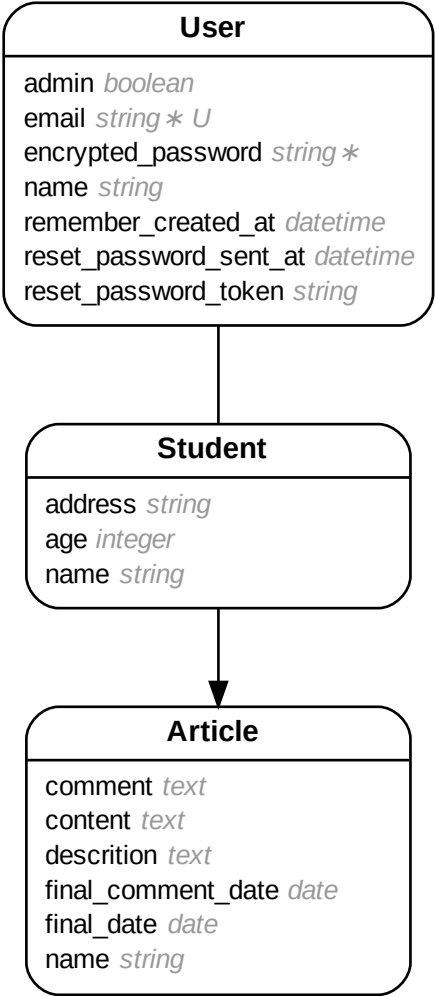 User
admin boolean
email string∗ U
encrypted_password string∗
name string
remember_created_at datetime
reset_password_sent_at datetime
reset_password_token string
Student
address string
age integer
name string
Article
comment text
content text
descrition text
final_comment_date date
final_date date
name string